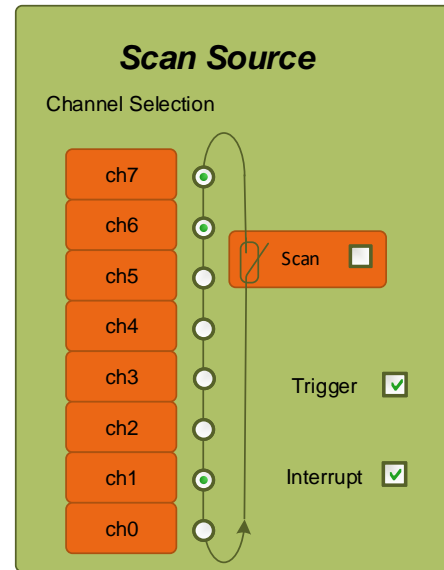 Scan Source
Channel Selection
ch7
ch6
Scan
ch5
ch4
ch3
Trigger
ch2
ch1
Interrupt
ch0